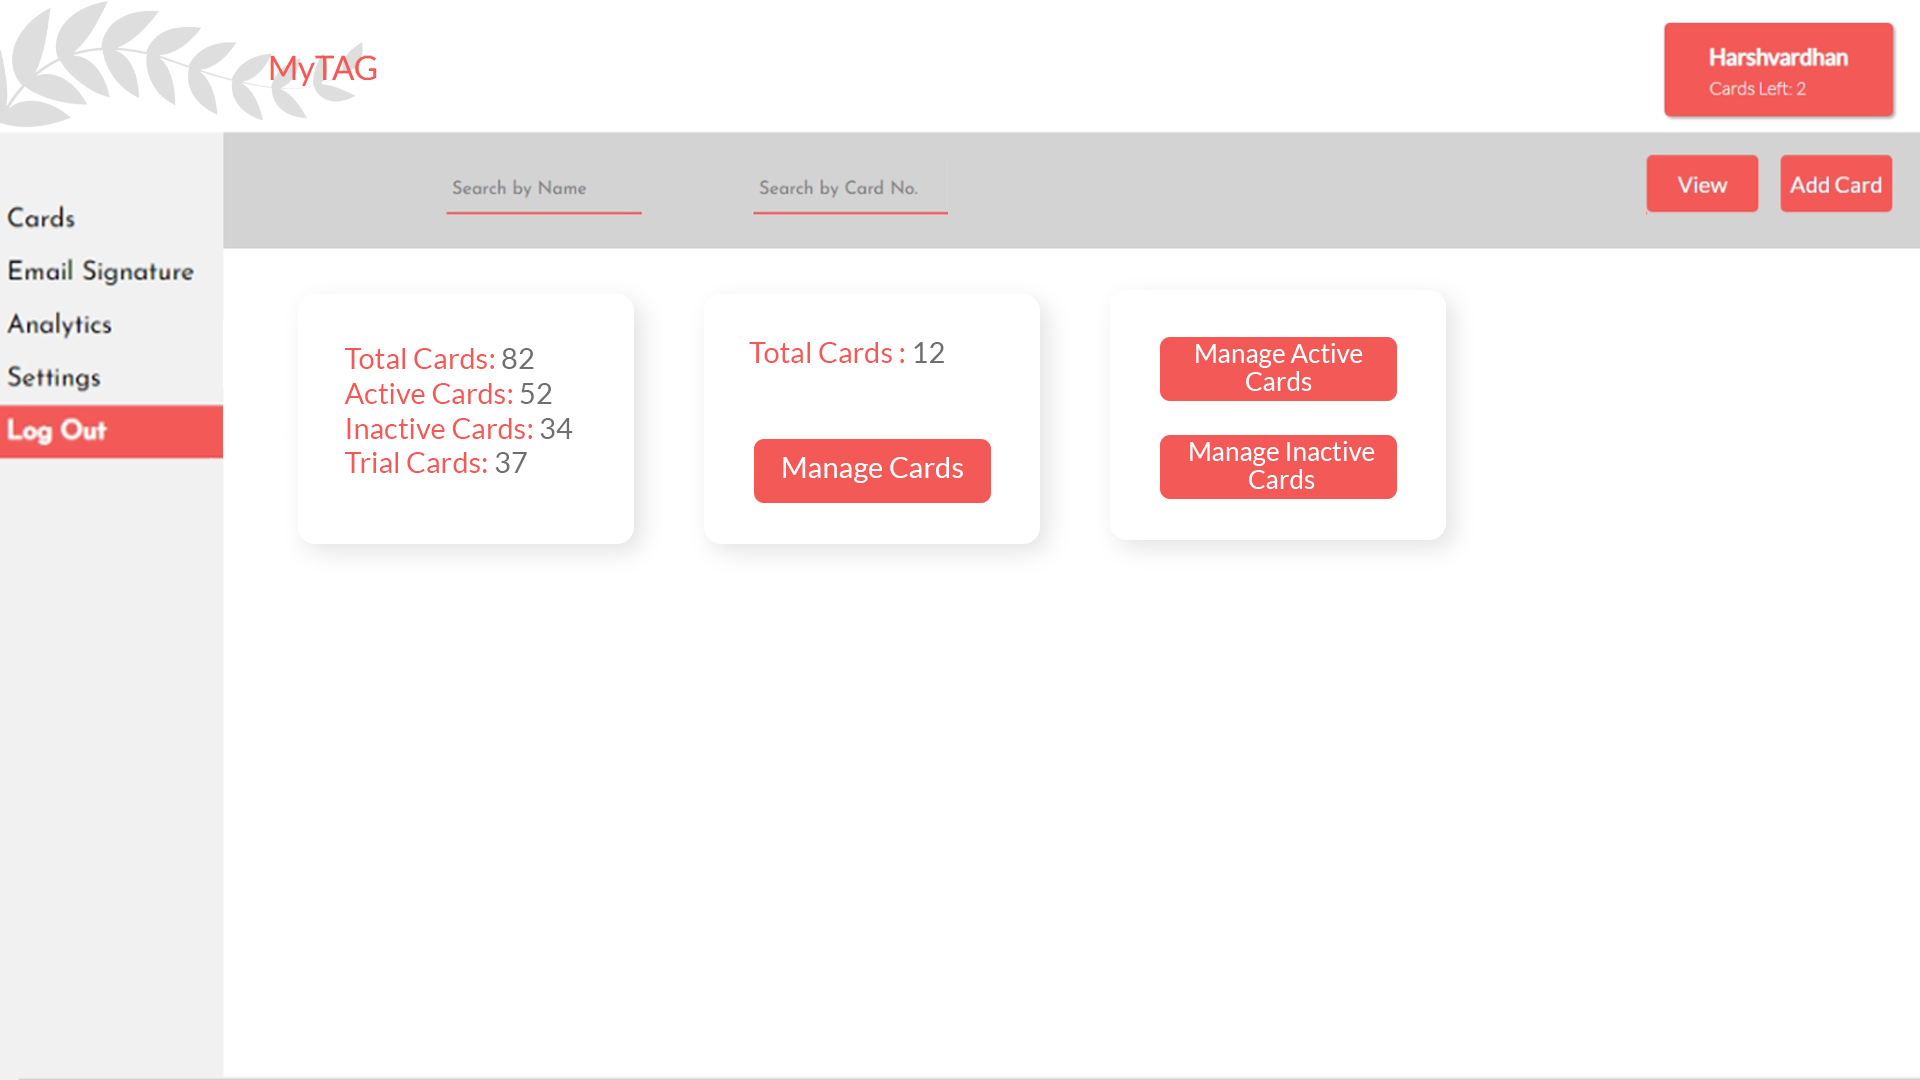 MyTAG
Harshvardhan
Cards Left: 2
Search by Name
Search by Card No.
View
Add Card
Cards
Email Signature
Analytics
Settings
Log Out
Total Cards: 82
Active Cards: 52
Inactive Cards: 34
Trial Cards: 37
Total Cards : 12
Manage Cards
Manage Active
Cards
Manage Inactive
Cards